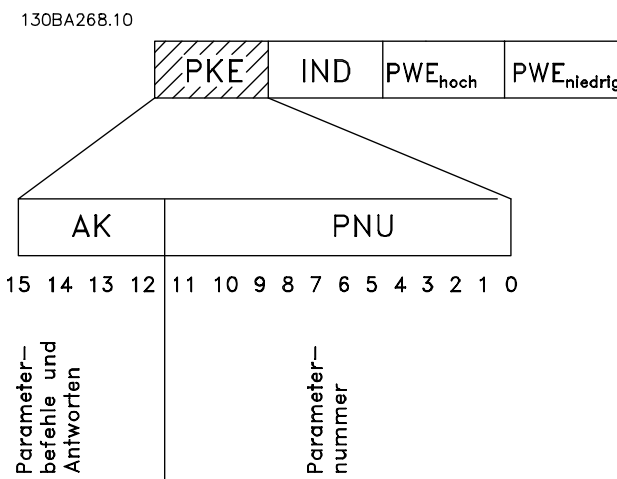 130BA268.10
PKE IND PWEhoch PWEniedrig
AK PNU
15 14 13 12 11 10 9 8 7 6 5 4 3 2 1 0
Parameter–
befehle und
Antworten
Parameter–
nummer